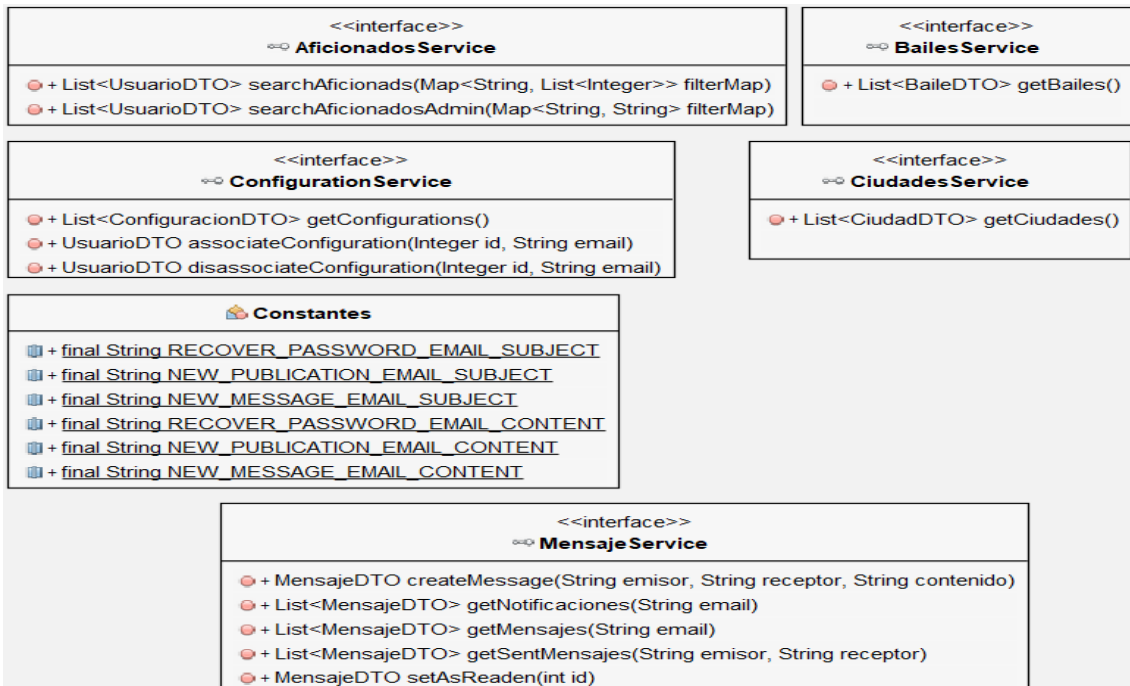 <<interface>>
AficionadosService
+ List<UsuarioDTO> searchAficionads(Map<String, List<Integer>> filterMap)
+ List<UsuarioDTO> searchAficionadosAdmin(Map<String, String> filterMap)
<<interface>>
BailesService
+ List<BaileDTO> getBailes()
<<interface>>
ConfigurationService
+ List<ConfiguracionDTO> getConfigurations()
+ UsuarioDTO associateConfiguration(Integer id, String email)
+ UsuarioDTO disassociateConfiguration(Integer id, String email)
<<interface>>
CiudadesService
+ List<CiudadDTO> getCiudades()
Constantes
+ final String RECOVER_PASSWORD_EMAIL_SUBJECT
+ final String NEW_PUBLICATION_EMAIL_SUBJECT
+ final String NEW_MESSAGE_EMAIL_SUBJECT
+ final String RECOVER_PASSWORD_EMAIL_CONTENT
+ final String NEW_PUBLICATION_EMAIL_CONTENT
+ final String NEW_MESSAGE_EMAIL_CONTENT
<<interface>>
MensajeService
+ MensajeDTO createMessage(String emisor, String receptor, String contenido)
+ List<MensajeDTO> getNotificaciones(String email)
+ List<MensajeDTO> getMensajes(String email)
+ List<MensajeDTO> getSentMensajes(String emisor, String receptor)
+ MensajeDTO setAsReaden(int id)